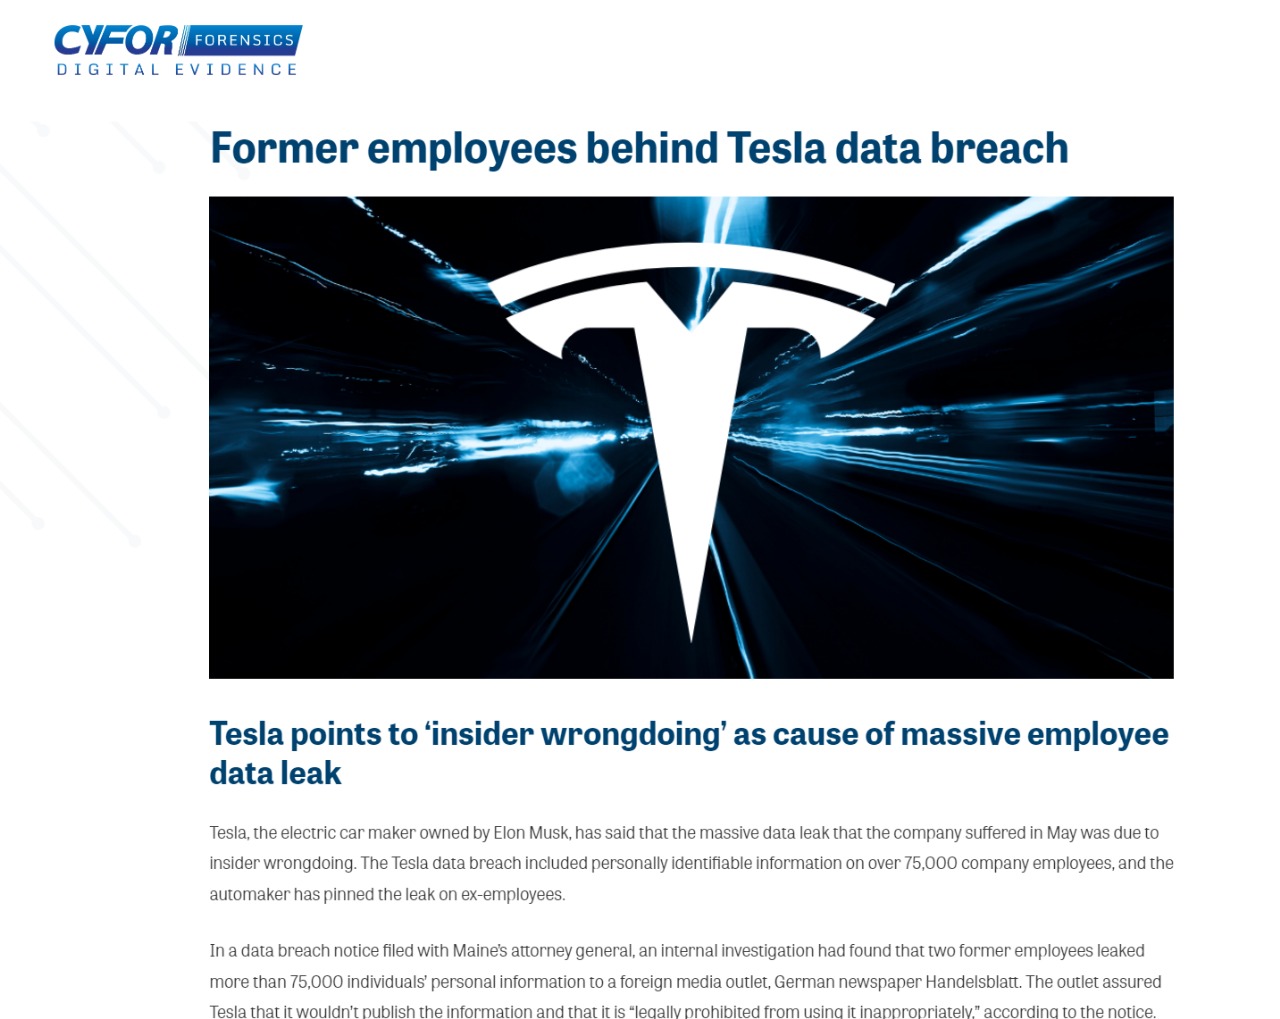 CYFOR FORENSICS
DIGITAL EVIDENCE
Former employees behind Tesla data breach
Tesla points to ‘insider wrongdoing’ as cause of massive employee
data leak
Tesla, the electric car maker owned by Elon Musk, has said that the massive data leak that the company suffered in May was due to
insider wrongdoing. The Tesla data breach included personally identifiable information on over 75,000 company employees, and the
automaker has pinned the leak on ex-employees.
In a data breach notice filed with Maine’s attorney general, an internal investigation had found that two former employees leaked
more than 75,000 individuals’ personal information to a foreign media outlet, German newspaper Handelsblatt. The outlet assured
Tesla that it wouldn’t publish the information and that it is “legally prohibited from using it inappropriately,” according to the notice.